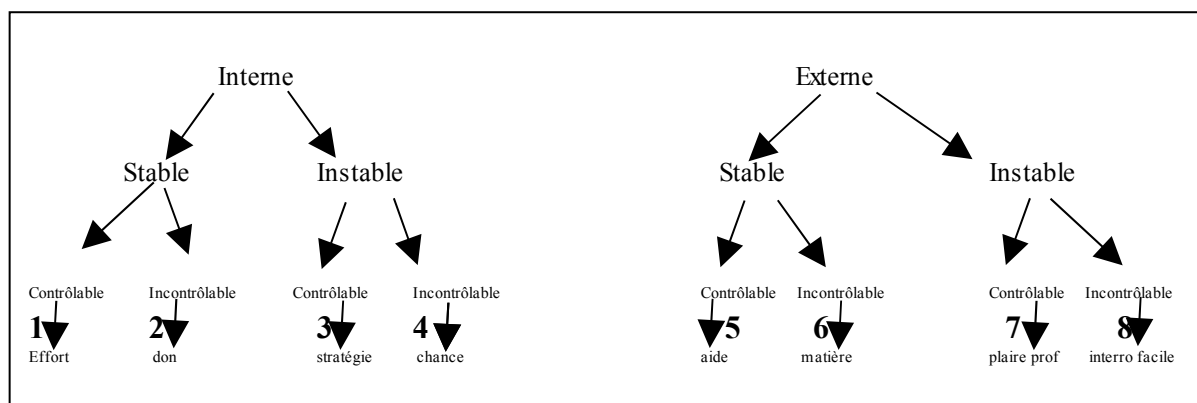 Interne Externe
Stable Instable Stable Instable
Contrôlable Incontrôlable Contrôlable Incontrôlable Contrôlable Incontrôlable Contrôlable Incontrôlable
1 2 3 4 5 6 7 8
Effort don stratégie chance aide matière plaire prof interro facile